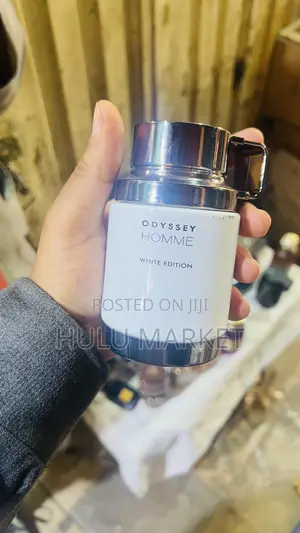 ODYSSEY
HOMME
WHITE EDITION
POSTED ON JIJI
HULU MARKET